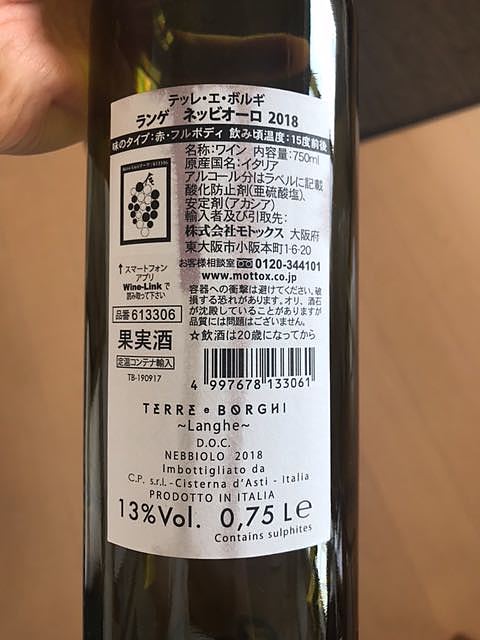 テッレ・エ・ボルギ
ランゲ ネッビオーロ 2018
味のタイプ:赤・フルボディ 飲み頃温度:15度前後
名称:ワイン 内容量:750ml
原産国名:イタリア
アルコール分はラベルに記載
酸化防止剤(亜硫酸塩)、
安定剤(アカシア)
輸入者及び引取先:
株式会社モトックス 大阪府
東大阪市小阪本町1-6-20
お客様相談室 0120-344101
www.mottox.co.jp
↑スマートフォン
アプリ
Wine-Linkで
読み取って下さい
容器への衝撃は避けてください。破
損する恐れがあります。オリ、酒石
が沈殿していることがありますが
品質には問題はございません。
☆飲酒は20歳になってから
品番 613306
果実酒
定温コンテナ輸入
TB-190917
4 997678 133061
TERRE e BORGHI
~Langhe~
D.O.C.
NEBBIOLO 2018
Imbottigliato da
C.P. s.r.l. - Cisterna d'Asti - Italia
PRODOTTO IN ITALIA
13%Vol. 0,75 L e
Contains sulphites